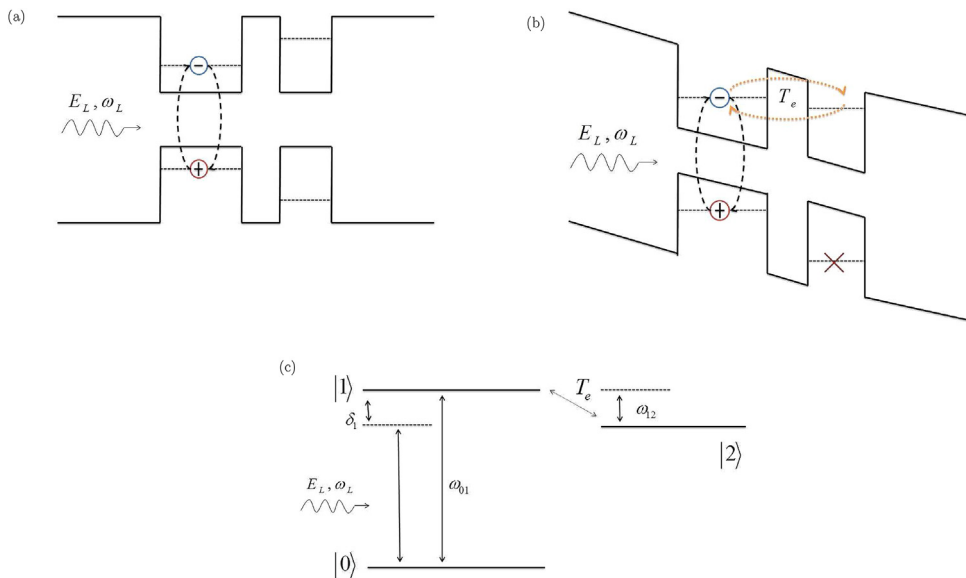 (a)
E_L, ω_L
−
+
(b)
E_L, ω_L
−
T_e
+
(c)
|1⟩
T_e
δ_1
ω_12
|2⟩
E_L, ω_L
ω_01
|0⟩